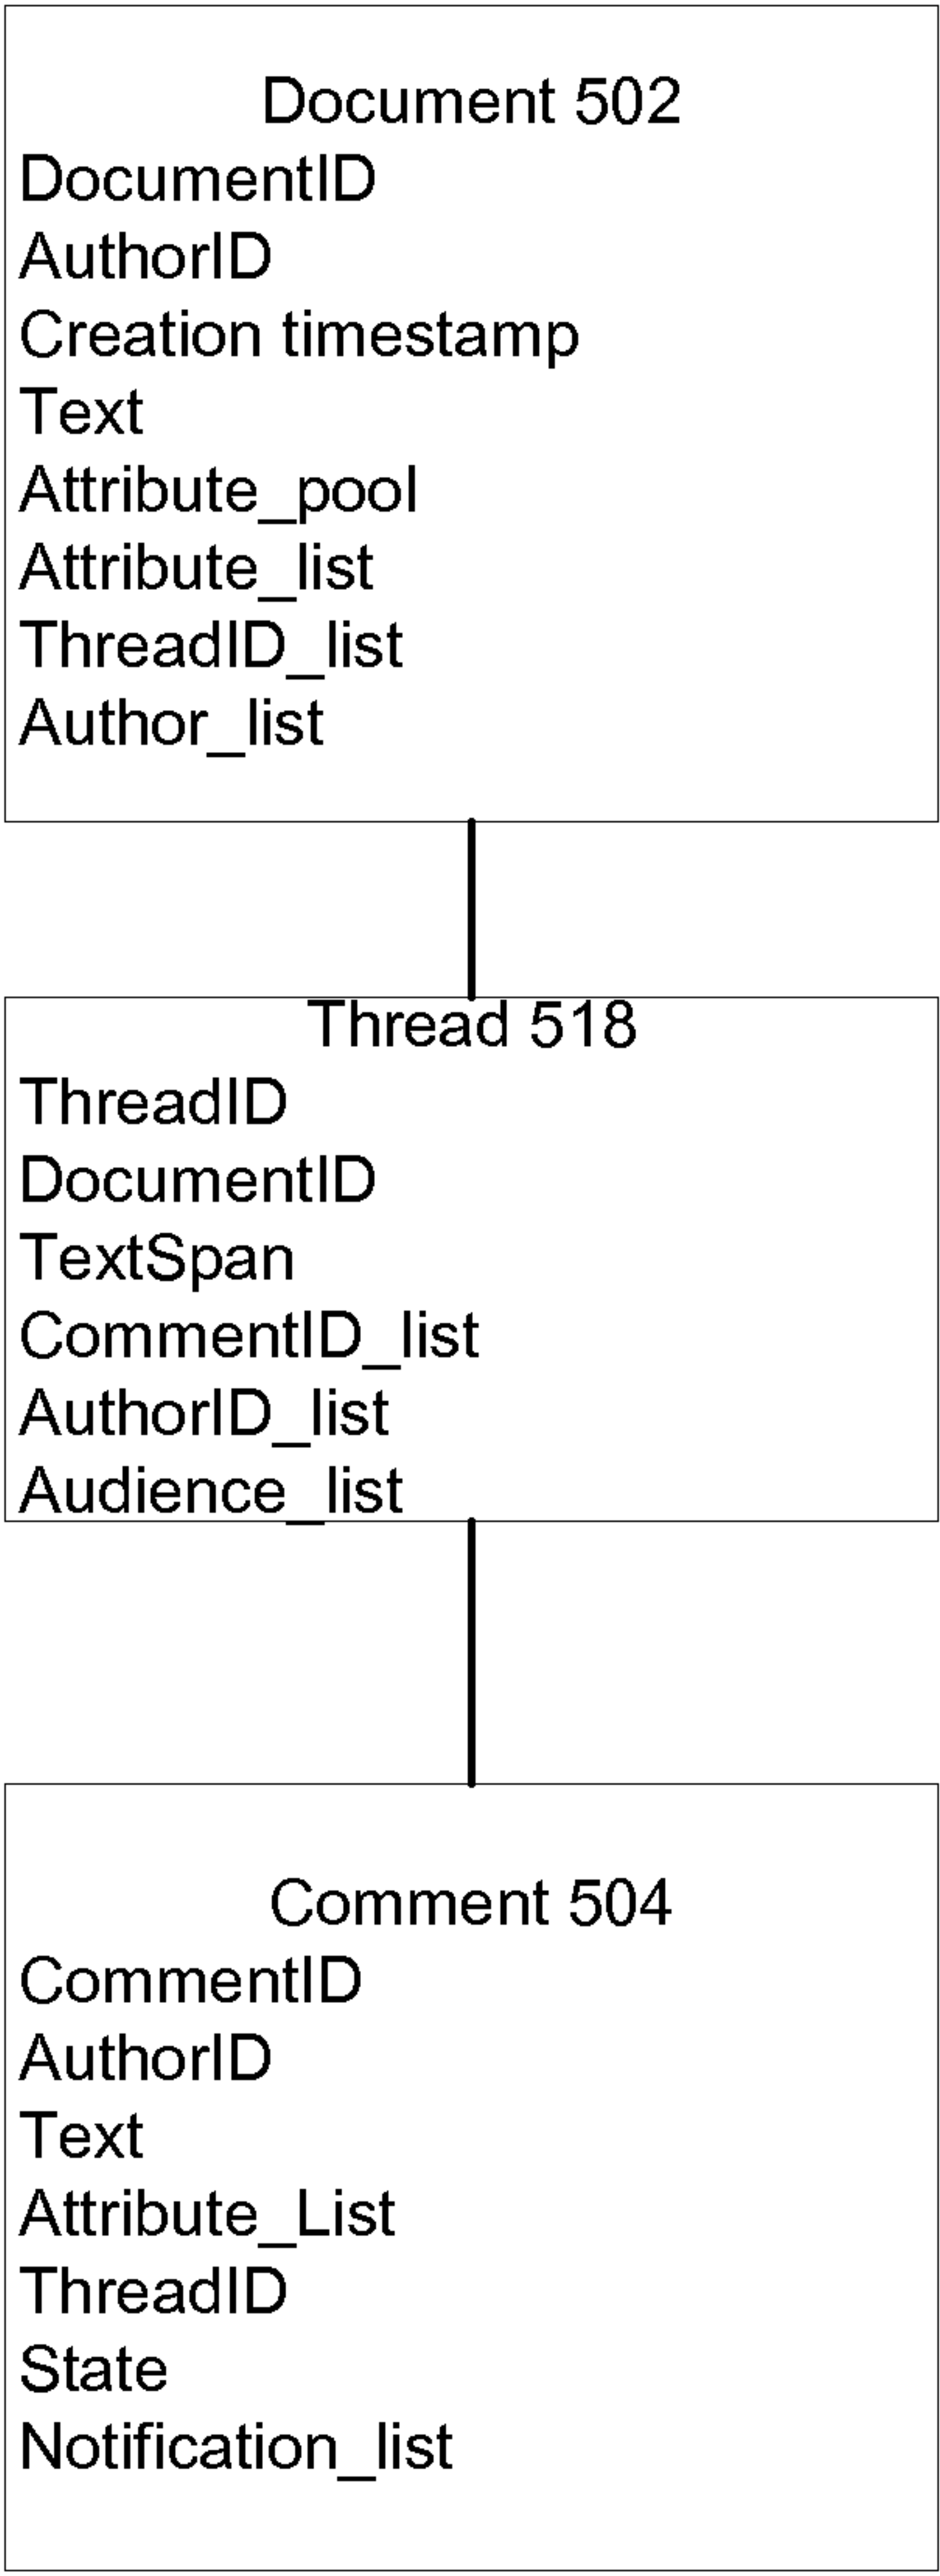 Document 502
DocumentID
AuthorID
Creation timestamp
Text
Attribute_pool
Attribute_list
ThreadID_list
Author_list
Thread 518
ThreadID
DocumentID
TextSpan
CommentID_list
AuthorID_list
Audience_list
Comment 504
CommentID
AuthorID
Text
Attribute_List
ThreadID
State
Notification_list